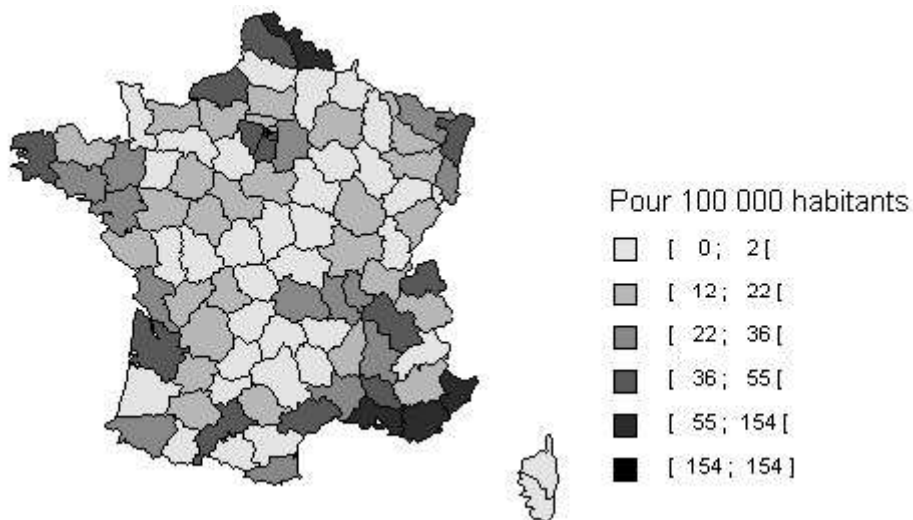 Pour 100 000 habitants
[ 0 ; 2 [
[ 12 ; 22 [
[ 22 ; 36 [
[ 36 ; 55 [
[ 55 ; 154 [
[ 154 ; 154 ]